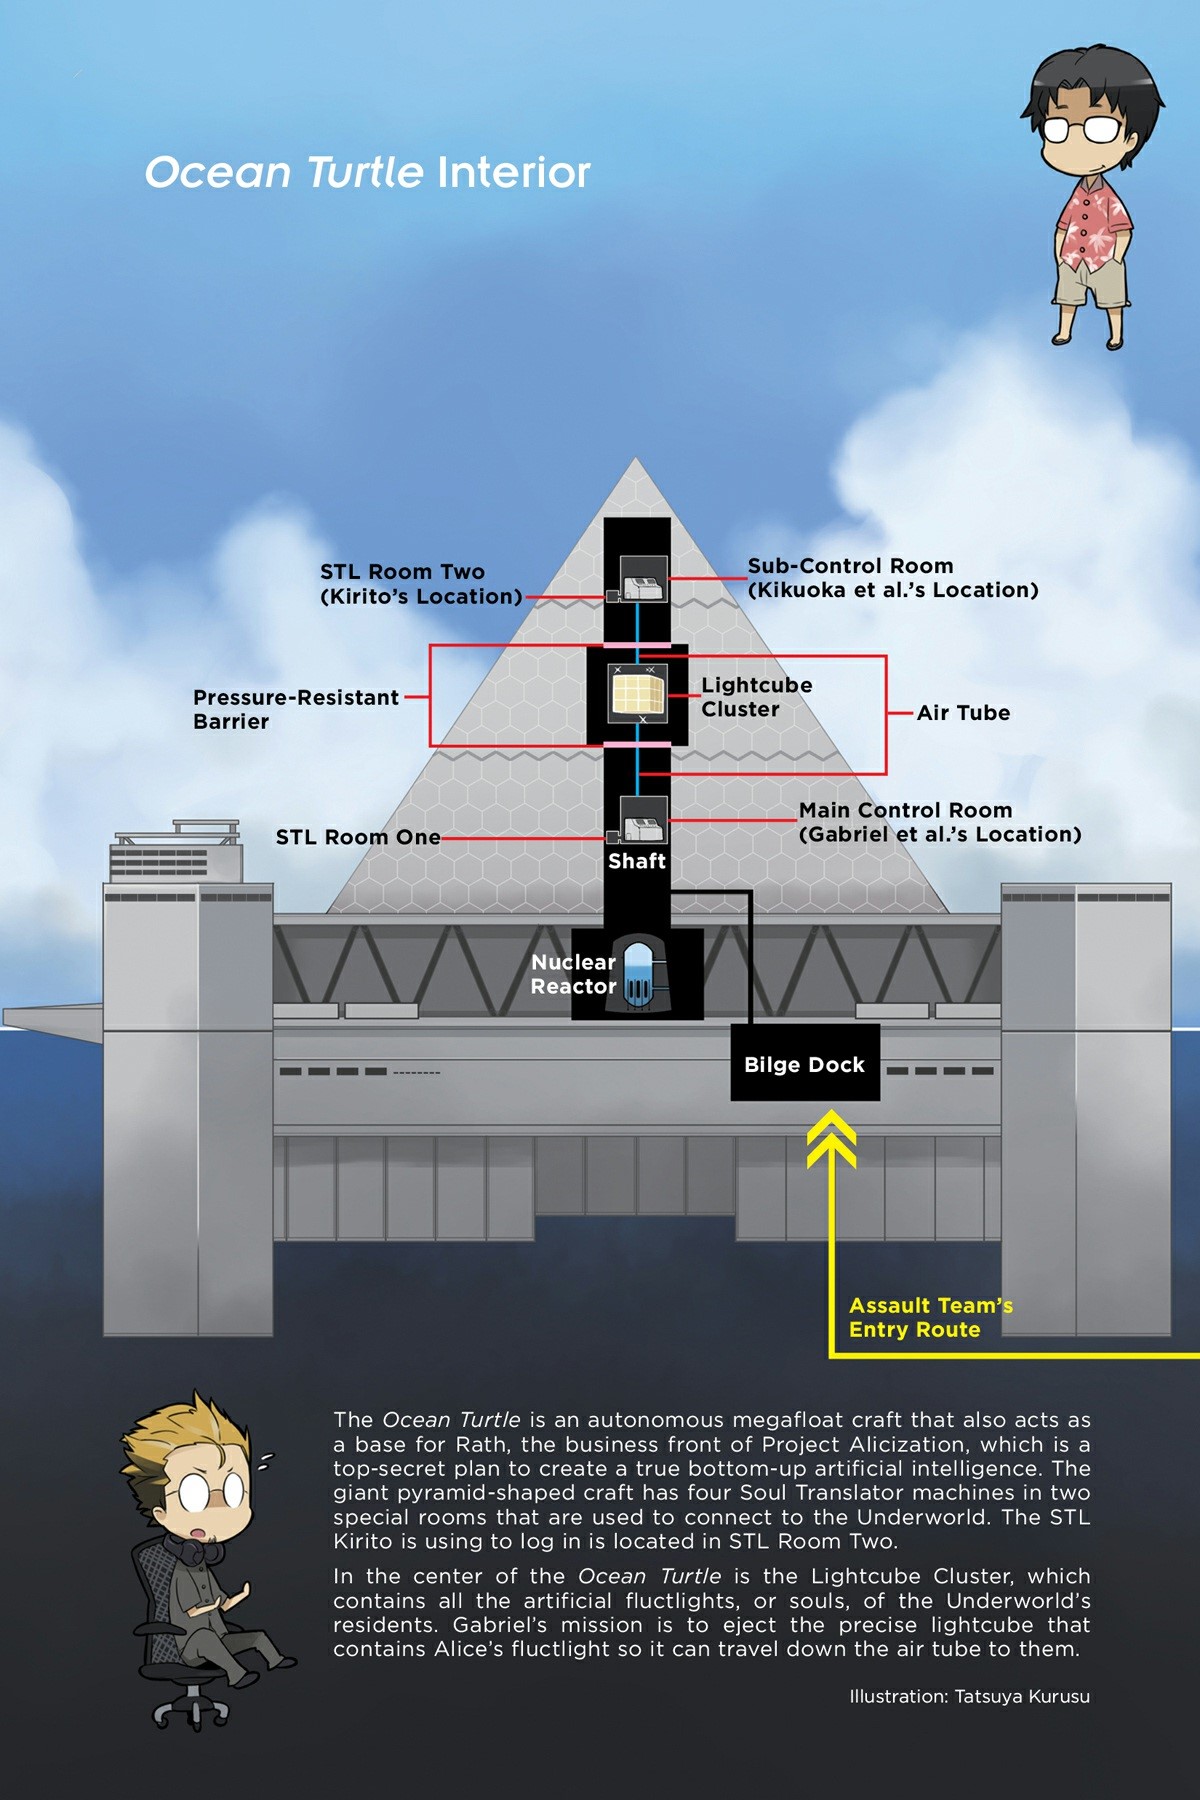 Ocean Turtle Interior
STL Room Two
(Kirito's Location)
Sub-Control Room
(Kikuoka et al.'s Location)
Pressure-Resistant
Barrier
Lightcube
Cluster
Air Tube
STL Room One
Main Control Room
(Gabriel et al.'s Location)
Shaft
Nuclear
Reactor
Bilge Dock
Assault Team's
Entry Route
The Ocean Turtle is an autonomous megafloat craft that also acts as
a base for Rath, the business front of Project Alicization, which is a
top-secret plan to create a true bottom-up artificial intelligence. The
giant pyramid-shaped craft has four Soul Translator machines in two
special rooms that are used to connect to the Underworld. The STL
Kirito is using to log in is located in STL Room Two.
In the center of the Ocean Turtle is the Lightcube Cluster, which
contains all the artificial fluctlights, or souls, of the Underworld's
residents. Gabriel's mission is to eject the precise lightcube that
contains Alice's fluctlight so it can travel down the air tube to them.
Illustration: Tatsuya Kurusu